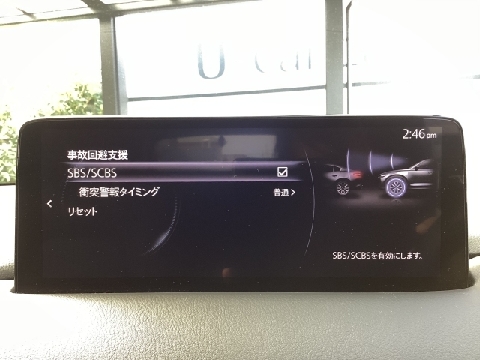 U-car
2:46 pm
事故回避支援
SBS/SCBS
衝突警報タイミング
普通
リセット
SBS/SCBSを有効にします。